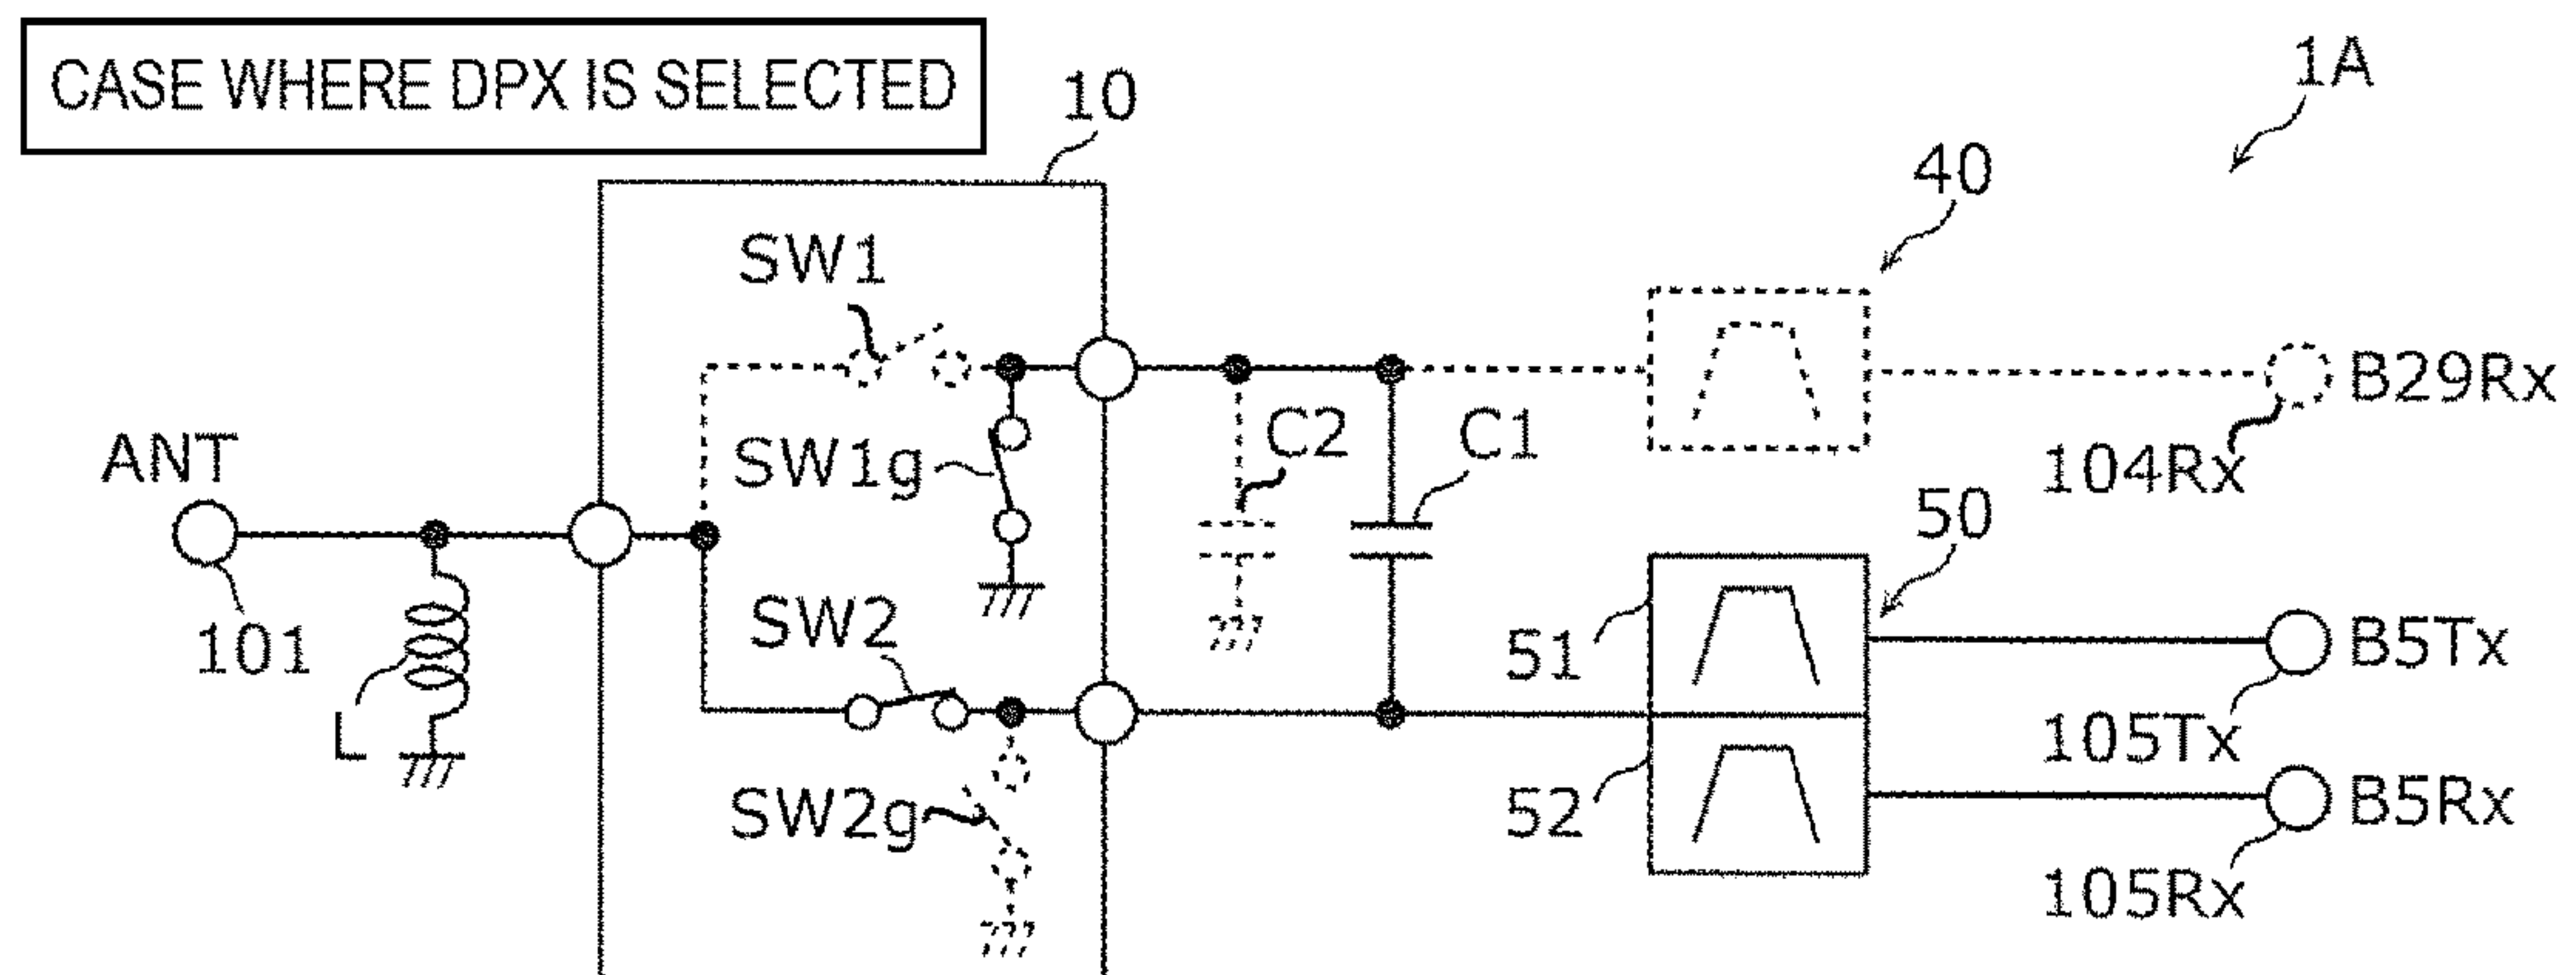 CASE WHERE DPX IS SELECTED
10
1A
40
SW1
B29Rx
ANT
SW1g
C2
C1
104Rx
50
SW2
101
51
B5Tx
L
105Tx
SW2g
52
B5Rx
105Rx